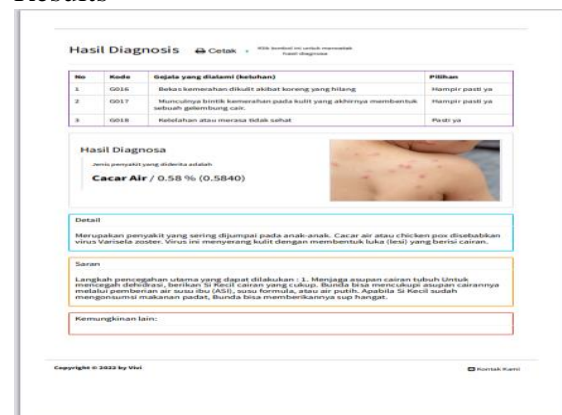 Results
Hasil Diagnosis Cetak
Klik tombol ini untuk mencetak
hasil diagnosa
No Kode Gejala yang dialami (keluhan) Pilihan
1 G016 Bekas kemerahan dikulit akibat koreng yang hilang Hampir pasti ya
2 G017 Munculnya bintik kemerahan pada kulit yang akhirnya membentuk Hampir pasti ya
sebuah gelembung cair.
3 G018 Kelelahan atau merasa tidak sehat Pasti ya
Hasil Diagnosa
Jenis penyakit yang diderita adalah
Cacar Air / 0.58 % (0.5840)
Detail
Merupakan penyakit yang sering dijumpai pada anak-anak. Cacar air atau chicken pox disebabkan
virus Varisela zoster. Virus ini menyerang kulit dengan membentuk luka (lesi) yang berisi cairan.
Saran
Langkah pencegahan utama yang dapat dilakukan : 1. Menjaga asupan cairan tubuh Untuk
mencegah dehidrasi, berikan Si Kecil cairan yang cukup. Bunda bisa mencukupi asupan cairannya
melalui pemberian air susu ibu (ASI), susu formula, atau air putih. Apabila Si Kecil sudah
mengonsumsi makanan padat, Bunda bisa memberikannya sup hangat.
Kemungkinan lain:
Copyright © 2022 by Vivi Kontak Kami